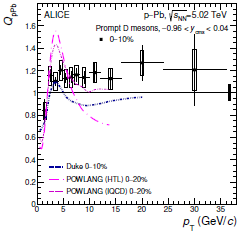 Q_pPb
ALICE
p−Pb, √s_NN=5.02 TeV
Prompt D mesons, −0.96 < y_cms < 0.04
0−10%
1.6
1.4
1.2
1
0.8
0.6
0.4
0.2
0
Duke 0−10%
POWLANG (HTL) 0−20%
POWLANG (lQCD) 0−20%
0 5 10 15 20 25 30 35
p_T (GeV/c)